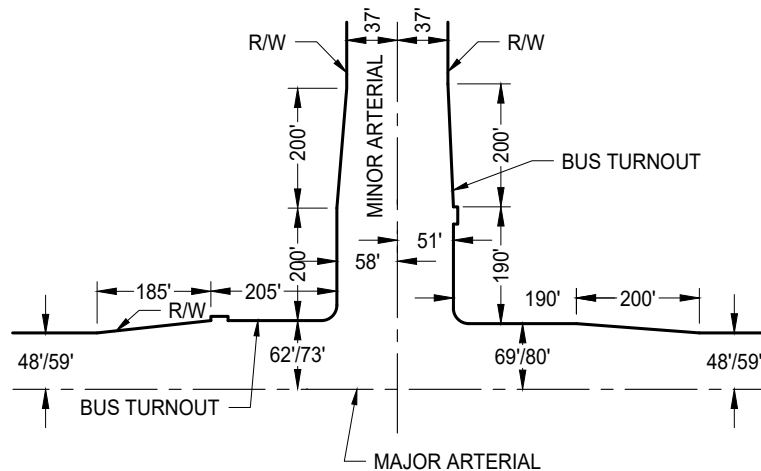 37'
37'
R/W
R/W
MINOR ARTERIAL
200'
200'
BUS TURNOUT
51'
58'
200'
190'
185'
205'
190'
200'
R/W
48'/59'
62'/73'
69'/80'
48'/59'
BUS TURNOUT
MAJOR ARTERIAL